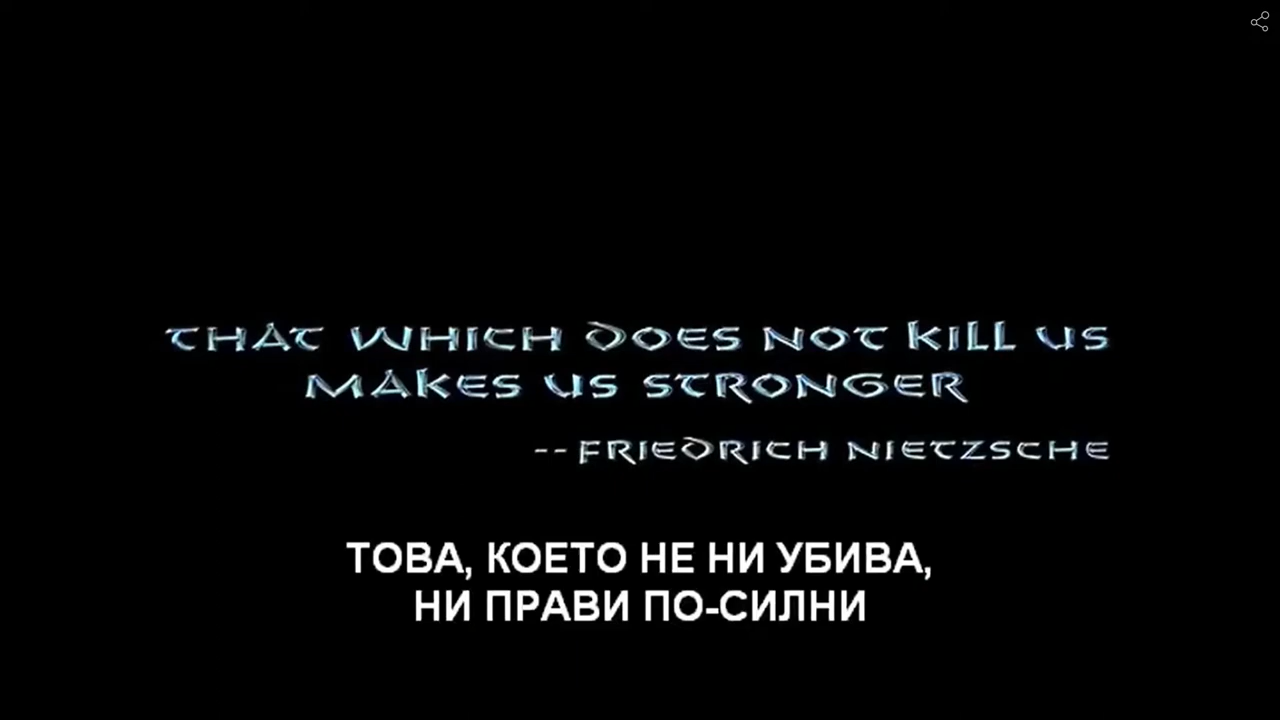 THAT WHICH DOES NOT KILL US
MAKES US STRONGER
--FRIEDRICH NIETZSCHE
ТОВА, КОЕТО НЕ НИ УБИВА,
НИ ПРАВИ ПО-СИЛНИ